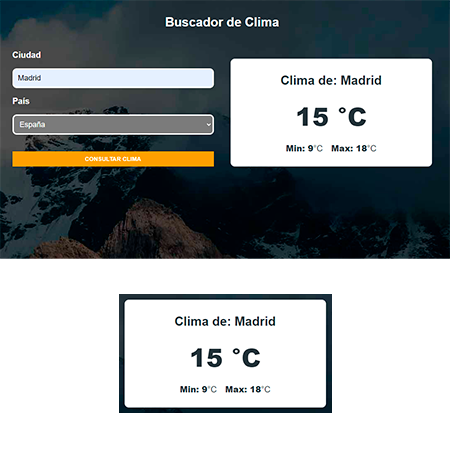 Buscador de Clima
Ciudad
Madrid
País
España
CONSULTAR CLIMA
Clima de: Madrid
15 °C
Min: 9°C Max: 18°C
Clima de: Madrid
15 °C
Min: 9°C Max: 18°C